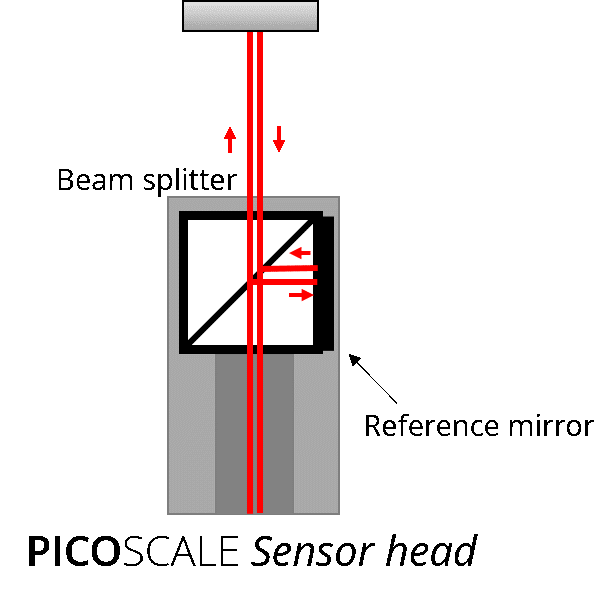 Beam splitter
Reference mirror
PICOSCALE Sensor head